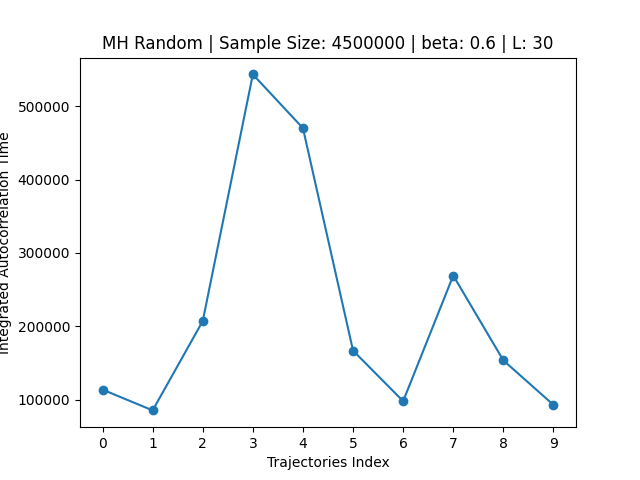 MH Random | Sample Size: 4500000 | beta: 0.6 | L: 30
Integrated Autocorrelation Time
500000
400000
300000
200000
100000
0 1 2 3 4 5 6 7 8 9
Trajectories Index